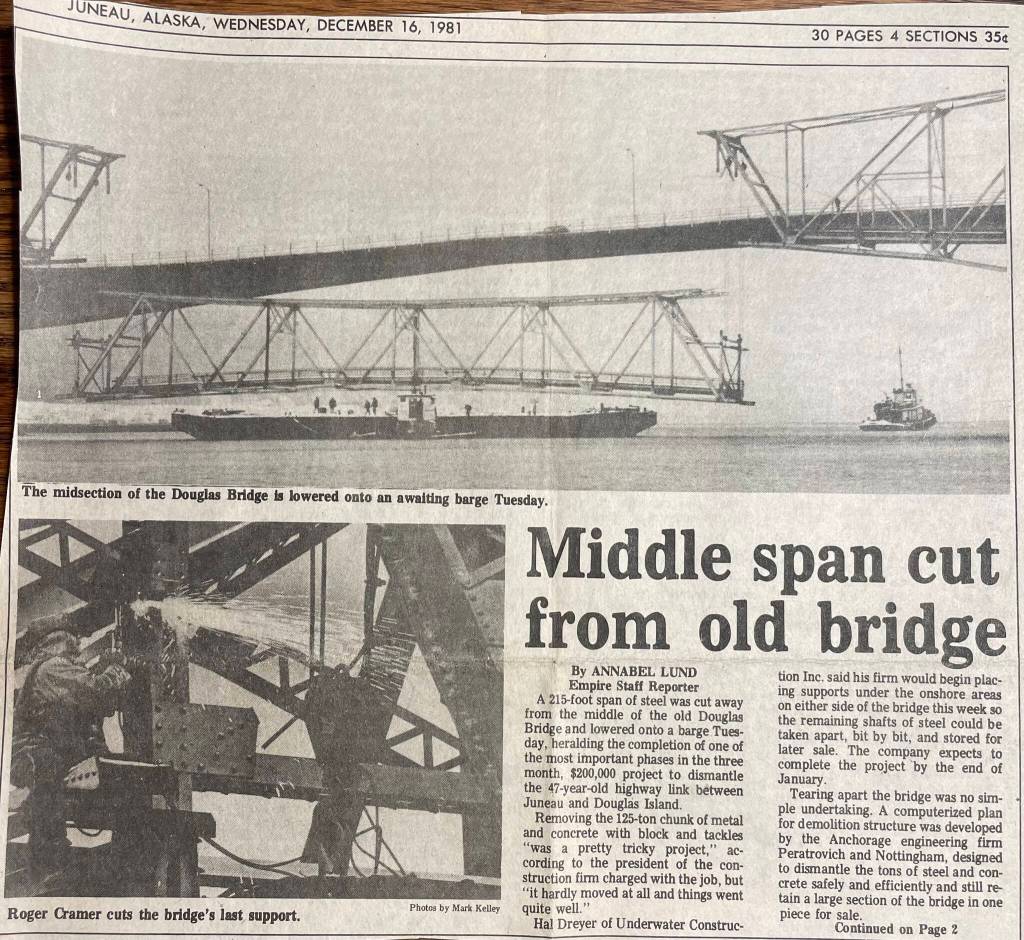 JUNEAU, ALASKA, WEDNESDAY, DECEMBER 16, 1981
30 PAGES 4 SECTIONS 35¢
The midsection of the Douglas Bridge is lowered onto an awaiting barge Tuesday.
Roger Cramer cuts the bridge's last support.
Photos by Mark Kelley
Middle span cut
from old bridge
By ANNABEL LUND
Empire Staff Reporter
A 215-foot span of steel was cut away
from the middle of the old Douglas
Bridge and lowered onto a barge Tues-
day, heralding the completion of one of
the most important phases in the three
month, $200,000 project to dismantle
the 47-year-old highway link between
Juneau and Douglas Island.
Removing the 125-ton chunk of metal
and concrete with block and tackles
"was a pretty tricky project," ac-
cording to the president of the con-
struction firm charged with the job, but
"it hardly moved at all and things went
quite well."
Hal Dreyer of Underwater Construc-
tion Inc. said his firm would begin plac-
ing supports under the onshore areas
on either side of the bridge this week so
the remaining shafts of steel could be
taken apart, bit by bit, and stored for
later sale. The company expects to
complete the project by the end of
January.
Tearing apart the bridge was no sim-
ple undertaking. A computerized plan
for demolition structure was developed
by the Anchorage engineering firm
Peratrovich and Nottingham, designed
to dismantle the tons of steel and con-
crete safely and efficiently and still re-
tain a large section of the bridge in one
piece for sale.
Continued on Page 2